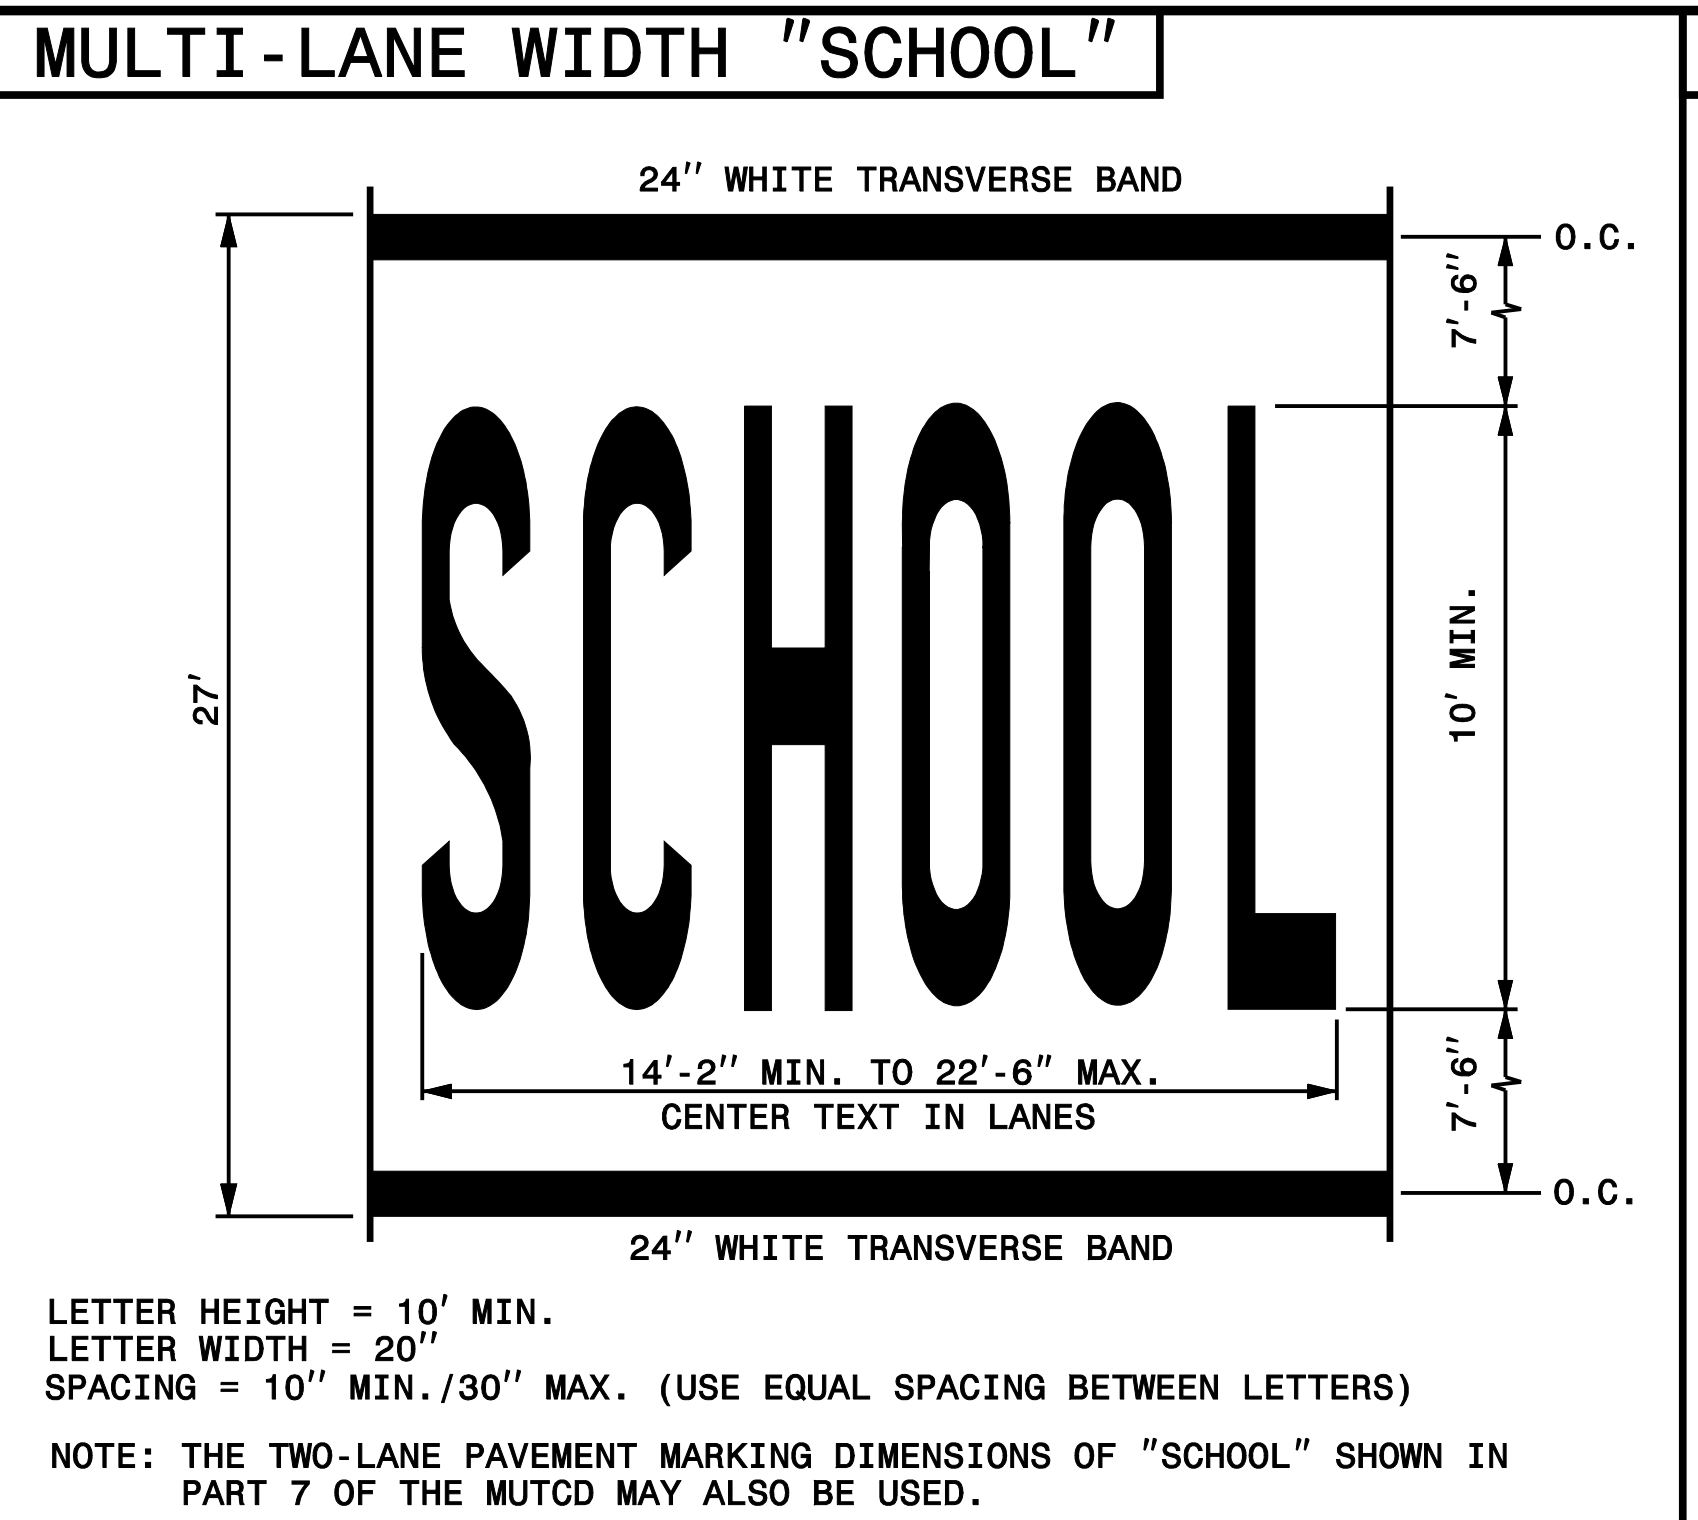 MULTI-LANE WIDTH "SCHOOL"
24" WHITE TRANSVERSE BAND
O.C.
7'-6"
SCHOOL
27'
10' MIN.
14'-2" MIN. TO 22'-6" MAX.
CENTER TEXT IN LANES
7'-6"
O.C.
24" WHITE TRANSVERSE BAND
LETTER HEIGHT = 10' MIN.
LETTER WIDTH = 20"
SPACING = 10" MIN./30" MAX. (USE EQUAL SPACING BETWEEN LETTERS)
NOTE: THE TWO-LANE PAVEMENT MARKING DIMENSIONS OF "SCHOOL" SHOWN IN
PART 7 OF THE MUTCD MAY ALSO BE USED.